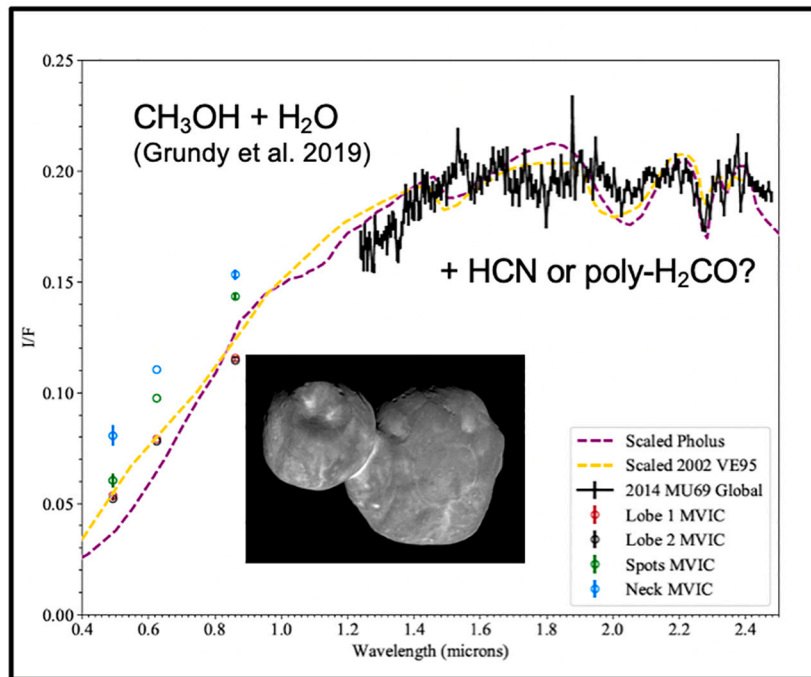 CH₃OH + H₂O
(Grundy et al. 2019)
+ HCN or poly-H₂CO?
I/F
0.25
0.20
0.15
0.10
0.05
0.00
0.4 0.6 0.8 1.0 1.2 1.4 1.6 1.8 2.0 2.2 2.4
Wavelength (microns)
Scaled Pholus
Scaled 2002 VE95
2014 MU69 Global
Lobe 1 MVIC
Lobe 2 MVIC
Spots MVIC
Neck MVIC